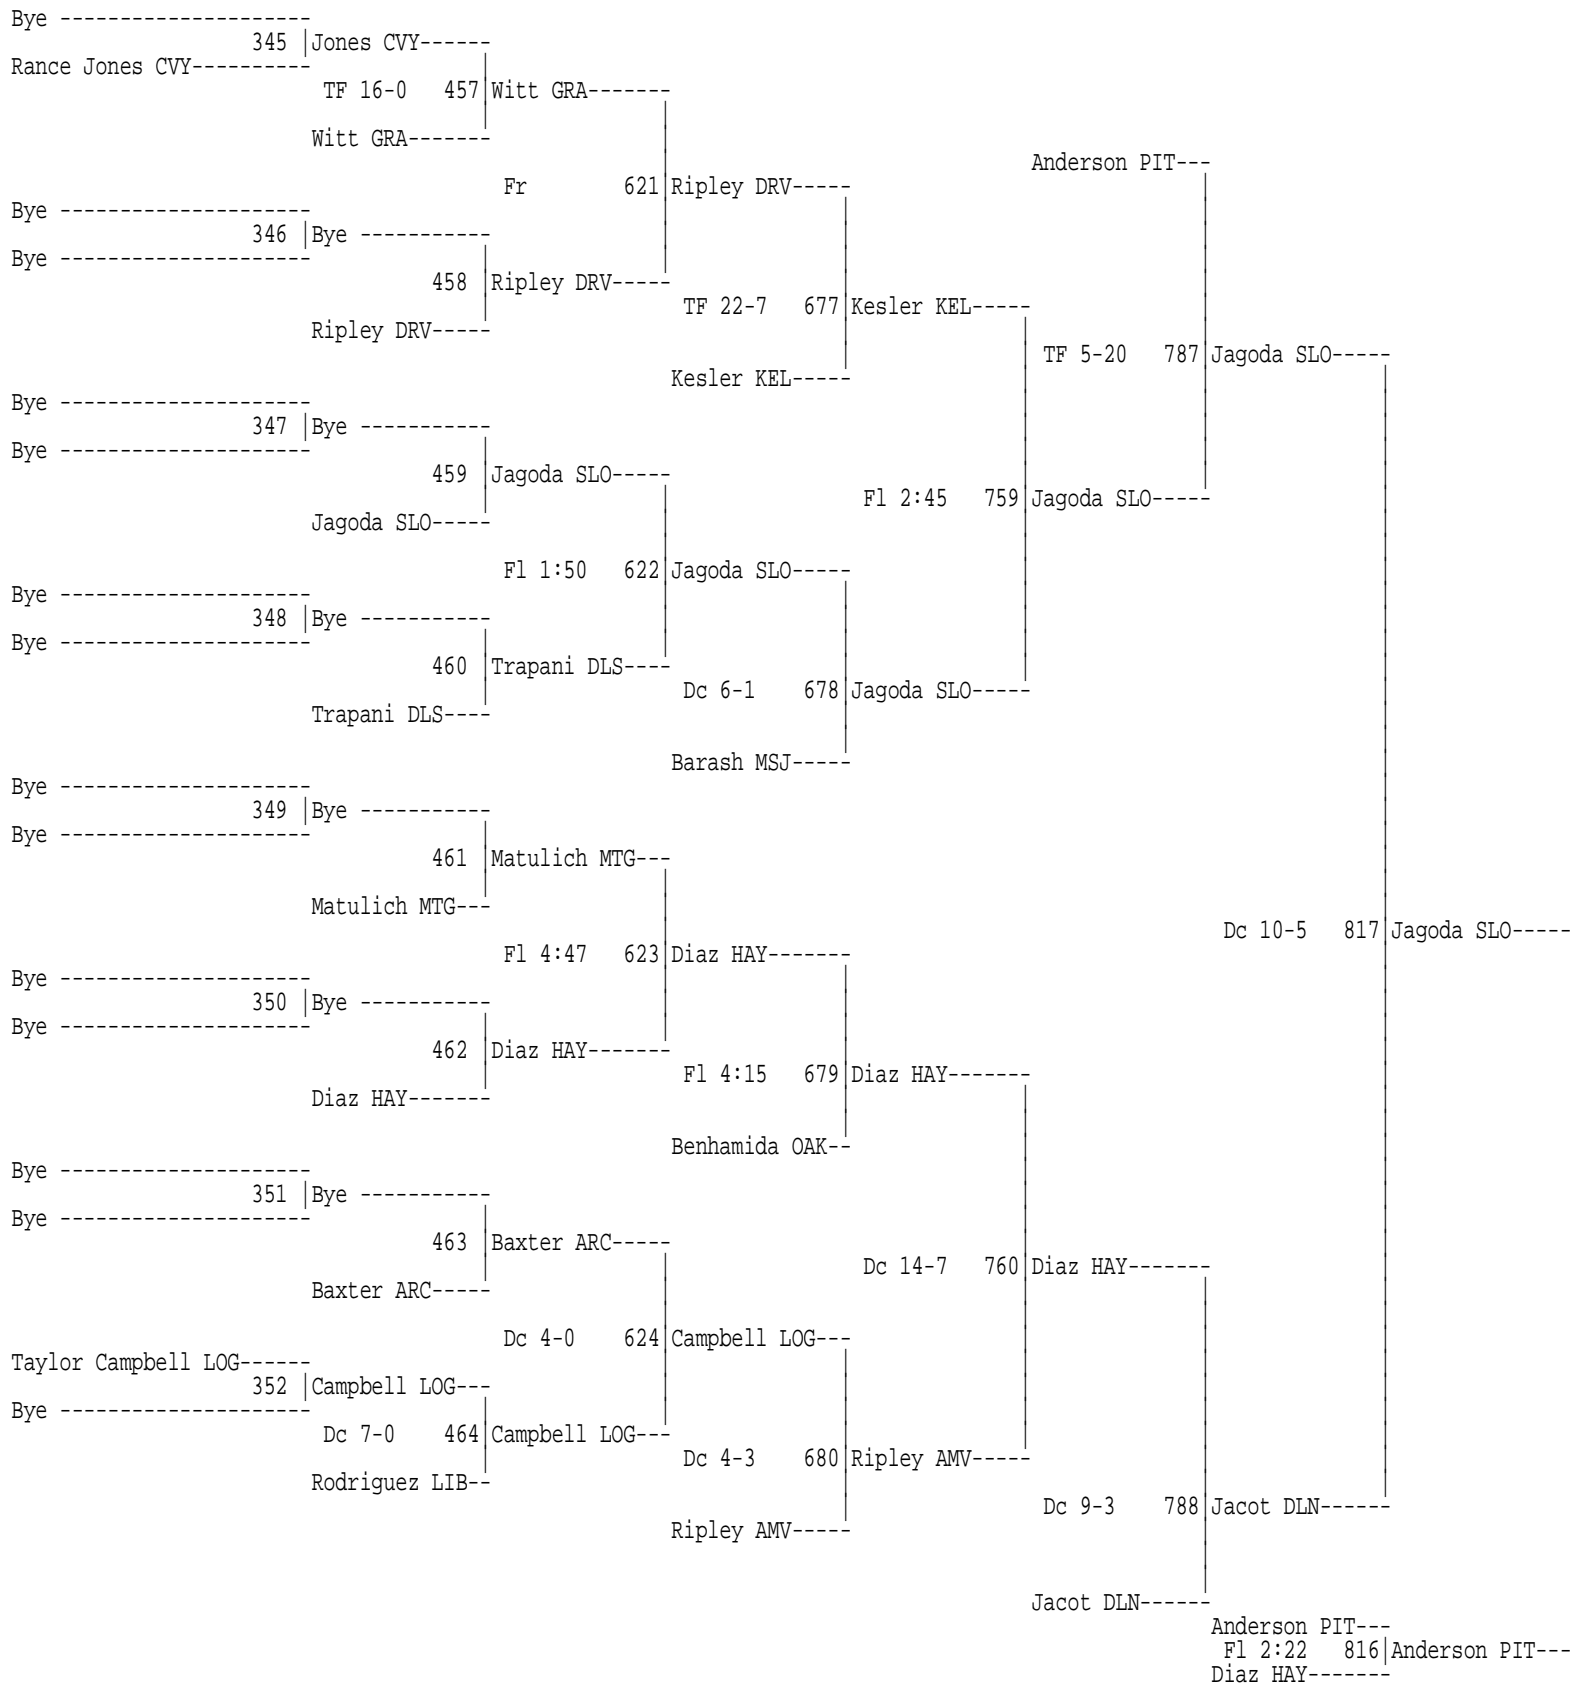 Bye ---------------------
345 |Jones CVY------
Rance Jones CVY----------
TF 16-0 457|Witt GRA-------
Witt GRA-------
Anderson PIT---
Fr 621|Ripley DRV-----
Bye ---------------------
346 |Bye -----------
Bye ---------------------
458 |Ripley DRV-----
TF 22-7 677|Kesler KEL-----
Ripley DRV-----
TF 5-20 787|Jagoda SLO-----
Kesler KEL-----
Bye ---------------------
347 |Bye -----------
Bye ---------------------
459 |Jagoda SLO-----
Fl 2:45 759|Jagoda SLO-----
Jagoda SLO-----
Fl 1:50 622|Jagoda SLO-----
Bye ---------------------
348 |Bye -----------
Bye ---------------------
460 |Trapani DLS----
Dc 6-1 678|Jagoda SLO-----
Trapani DLS----
Barash MSJ-----
Bye ---------------------
349 |Bye -----------
Bye ---------------------
461 |Matulich MTG---
Matulich MTG---
Dc 10-5 817|Jagoda SLO-----
Fl 4:47 623|Diaz HAY-------
Bye ---------------------
350 |Bye -----------
Bye ---------------------
462 |Diaz HAY-------
Fl 4:15 679|Diaz HAY-------
Diaz HAY-------
Benhamida OAK--
Bye ---------------------
351 |Bye -----------
Bye ---------------------
463 |Baxter ARC-----
Dc 14-7 760|Diaz HAY-------
Baxter ARC-----
Dc 4-0 624|Campbell LOG---
Taylor Campbell LOG------
352 |Campbell LOG---
Bye ---------------------
Dc 7-0 464|Campbell LOG---
Dc 4-3 680|Ripley AMV-----
Rodriguez LIB--
Dc 9-3 788|Jacot DLN------
Ripley AMV-----
Jacot DLN------
Anderson PIT---
Fl 2:22 816|Anderson PIT---
Diaz HAY-------